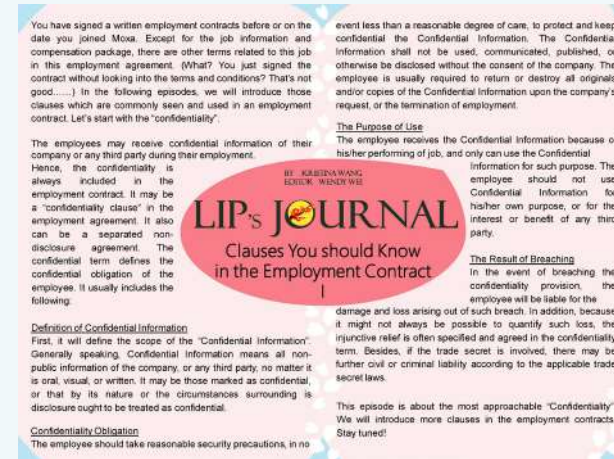 You have signed a written employment contracts before or on the
date you joined Moxa. Except for the job information and
compensation package, there are other terms related to this job
in this employment agreement. (What? You just signed the
contract without looking into the terms and conditions? That's not
good……) In the following episodes, we will introduce those
clauses which are commonly seen and used in an employment
contract. Let's start with the "confidentiality".
The employees may receive confidential information of their
company or any third party during their employment.
Hence, the confidentiality is
always included in the
employment contract. It may be
a "confidentiality clause" in the
employment agreement. It also
can be a separated non-
disclosure agreement. The
confidential term defines the
confidential obligation of the
employee. It usually includes the
following:
Definition of Confidential Information
First, it will define the scope of the "Confidential Information".
Generally speaking, Confidential Information means all non-
public information of the company, or any third party, no matter it
is oral, visual, or written. It may be those marked as confidential,
or that by its nature or the circumstances surrounding is
disclosure ought to be treated as confidential.
Confidentiality Obligation
The employee should take reasonable security precautions, in no
BY KRISTINA WANG
EDITOR WENDY WEI
LIP's JOURNAL
Clauses You should Know
in the Employment Contract
I
event less than a reasonable degree of care, to protect and keep
confidential the Confidential Information. The Confidential
Information shall not be used, communicated, published, or
otherwise be disclosed without the consent of the company. The
employee is usually required to return or destroy all originals
and/or copies of the Confidential Information upon the company's
request, or the termination of employment.
The Purpose of Use
The employee receives the Confidential Information because of
his/her performing of job, and only can use the Confidential
Information for such purpose. The
employee should not use
Confidential Information for
his/her own purpose, or for the
interest or benefit of any third
party.
The Result of Breaching
In the event of breaching the
confidentiality provision, the
employee will be liable for the
damage and loss arising out of such breach. In addition, because
it might not always be possible to quantify such loss, the
injunctive relief is often specified and agreed in the confidentiality
term. Besides, if the trade secret is involved, there may be
further civil or criminal liability according to the applicable trade
secret laws.
This episode is about the most approachable "Confidentiality".
We will introduce more clauses in the employment contracts.
Stay tuned!